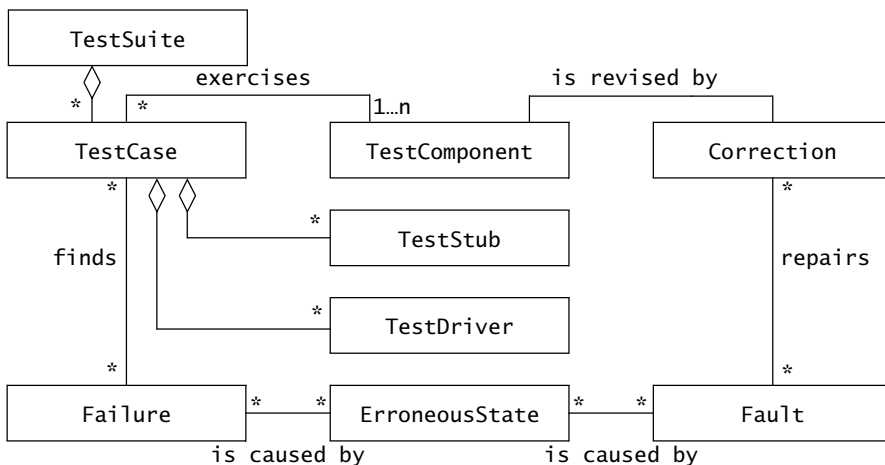 TestSuite
exercises
is revised by
* *
1…n
TestCase
TestComponent
Correction
*
*
*
TestStub
finds
repairs
*
TestDriver
*
*
Failure
* *
ErroneousState
* *
Fault
is caused by
is caused by